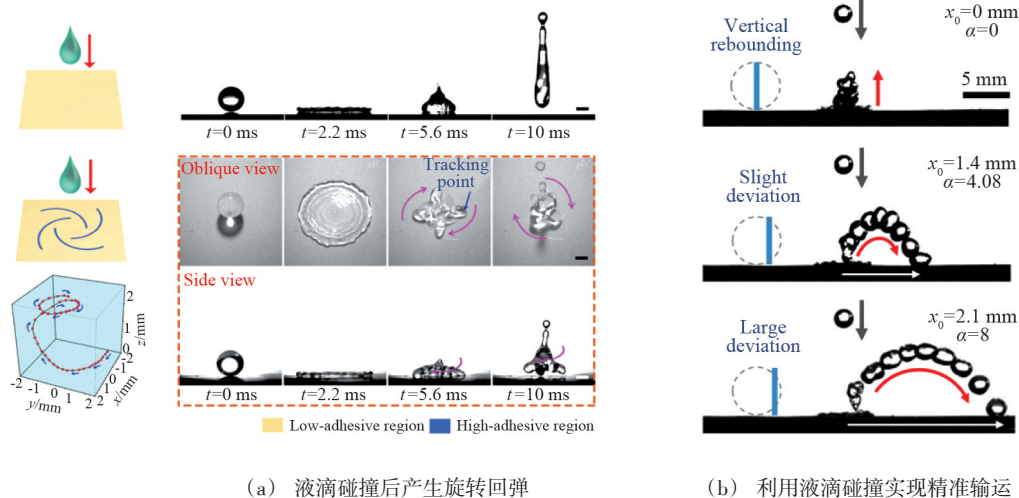 t=0 ms
t=2.2 ms
t=5.6 ms
t=10 ms
Oblique view
Tracking
point
Side view
t=0 ms
t=2.2 ms
t=5.6 ms
t=10 ms
2
1
0
z/mm
-2
-1
0
1
2
x/mm
-2
-1
0
1
2
y/mm
Low-adhesive region
High-adhesive region
(a) 液滴碰撞后产生旋转回弹
Vertical
rebounding
x₀=0 mm
α=0
5 mm
Slight
deviation
x₀=1.4 mm
α=4.08
Large
deviation
x₀=2.1 mm
α=8
(b) 利用液滴碰撞实现精准输运